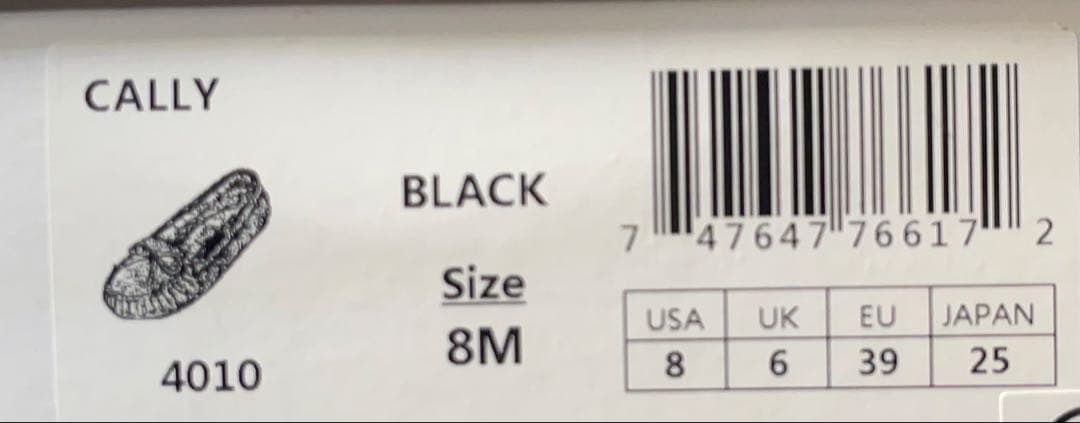 CALLY
BLACK
Size
8M
4010
7 47647 76617 2
USA UK EU JAPAN
8 6 39 25